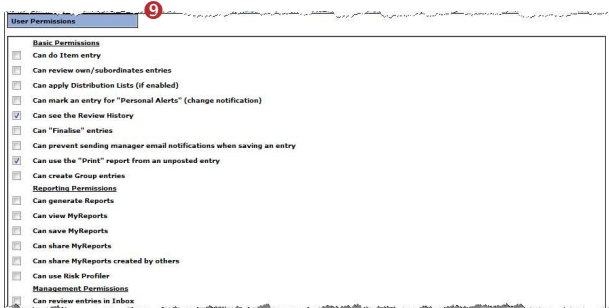 9
User Permissions
Basic Permissions
Can do Item entry
Can review own/subordinates entries
Can apply Distribution Lists (if enabled)
Can mark an entry for "Personal Alerts" (change notification)
Can see the Review History
Can "Finalise" entries
Can prevent sending manager email notifications when saving an entry
Can use the "Print" report from an unposted entry
Can create Group entries
Reporting Permissions
Can generate Reports
Can view MyReports
Can save MyReports
Can share MyReports
Can share MyReports created by others
Can use Risk Profiler
Management Permissions
Can review entries in Inbox